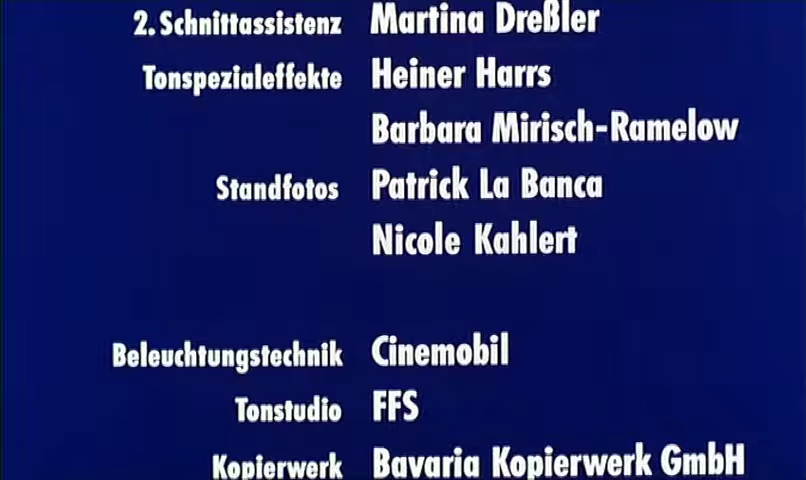 2. Schnittassistenz Martina Dreßler
Tonspezialeffekte Heiner Harrs
Barbara Mirisch-Ramelow
Standfotos Patrick La Banca
Nicole Kahlert
Beleuchtungstechnik Cinemobil
Tonstudio FFS
Kopierwerk Bavaria Kopierwerk GmbH